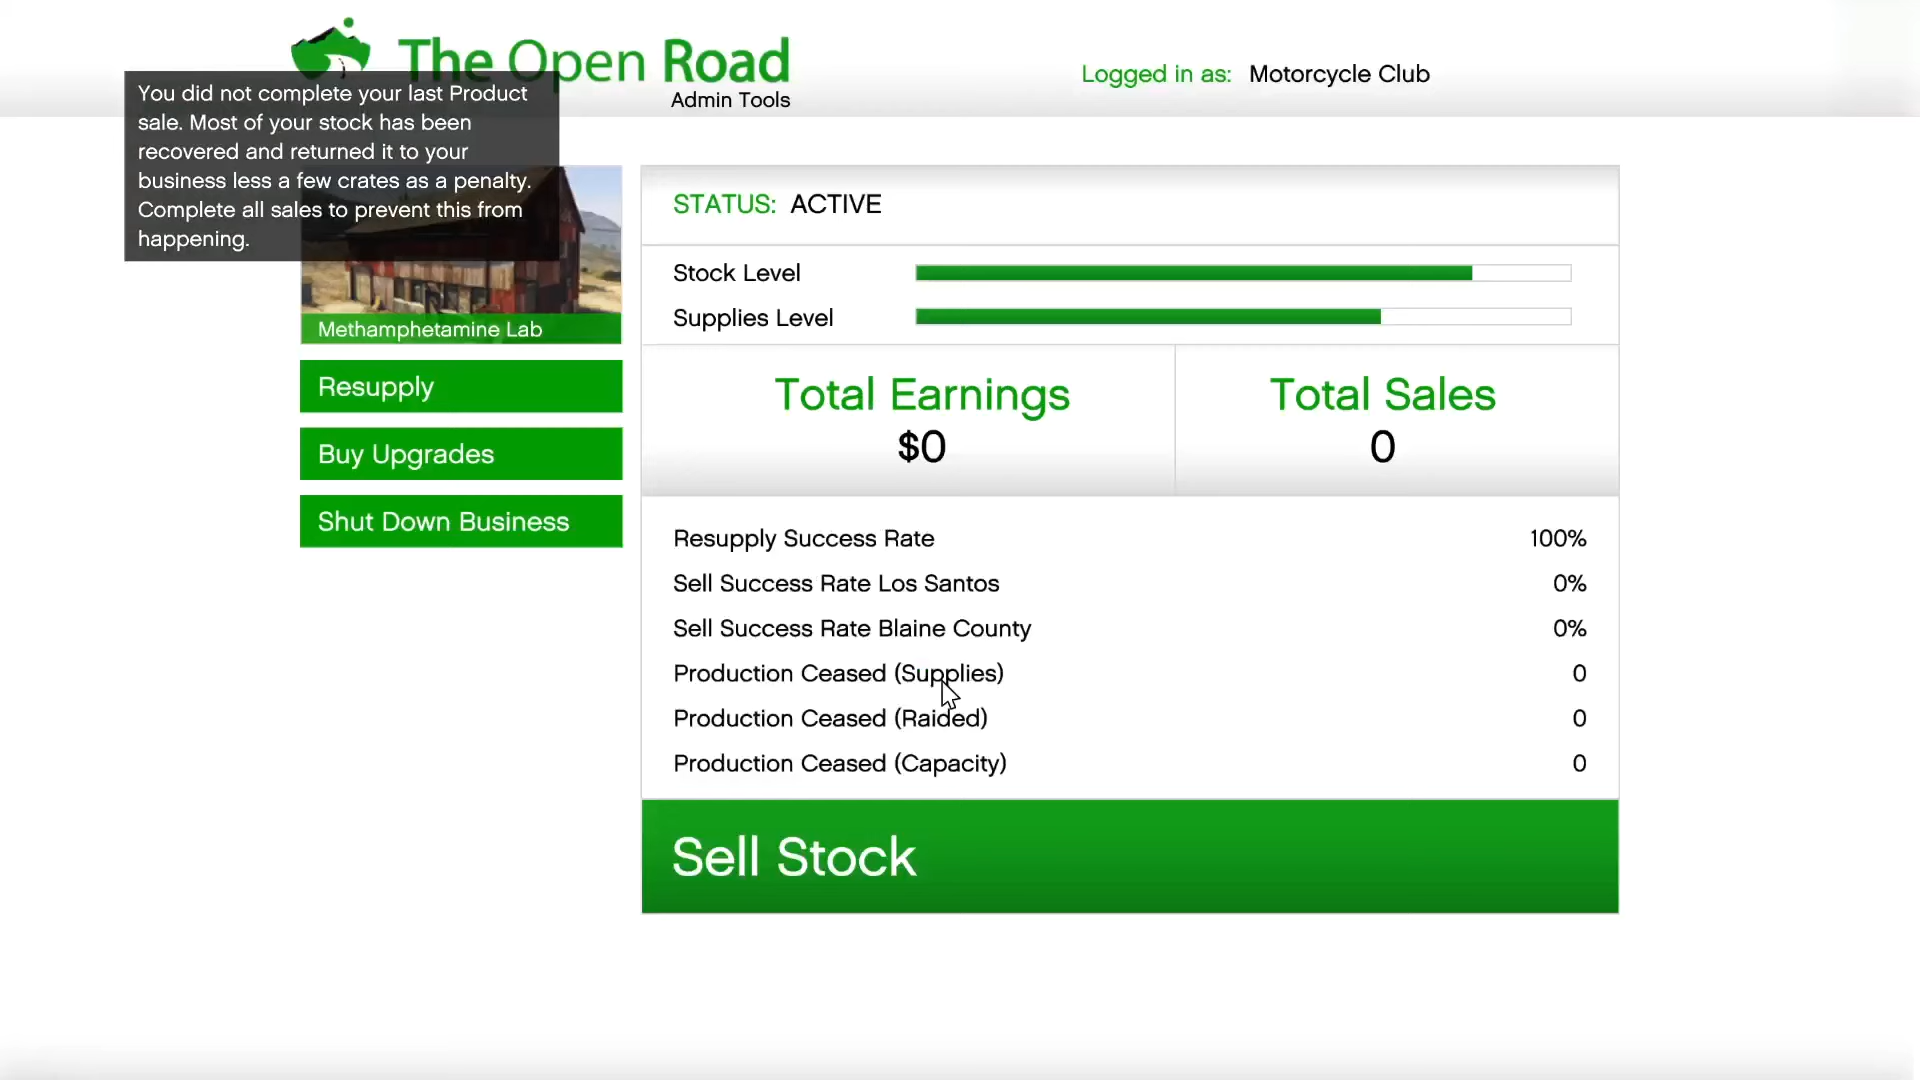 The Open Road
Admin Tools
Logged in as: Motorcycle Club
You did not complete your last Product
sale. Most of your stock has been
recovered and returned it to your
business less a few crates as a penalty.
Complete all sales to prevent this from
happening.
Methamphetamine Lab
Resupply
Buy Upgrades
Shut Down Business
STATUS: ACTIVE
Stock Level
Supplies Level
Total Earnings
$0
Total Sales
0
Resupply Success Rate 100%
Sell Success Rate Los Santos 0%
Sell Success Rate Blaine County 0%
Production Ceased (Supplies) 0
Production Ceased (Raided) 0
Production Ceased (Capacity) 0
Sell Stock